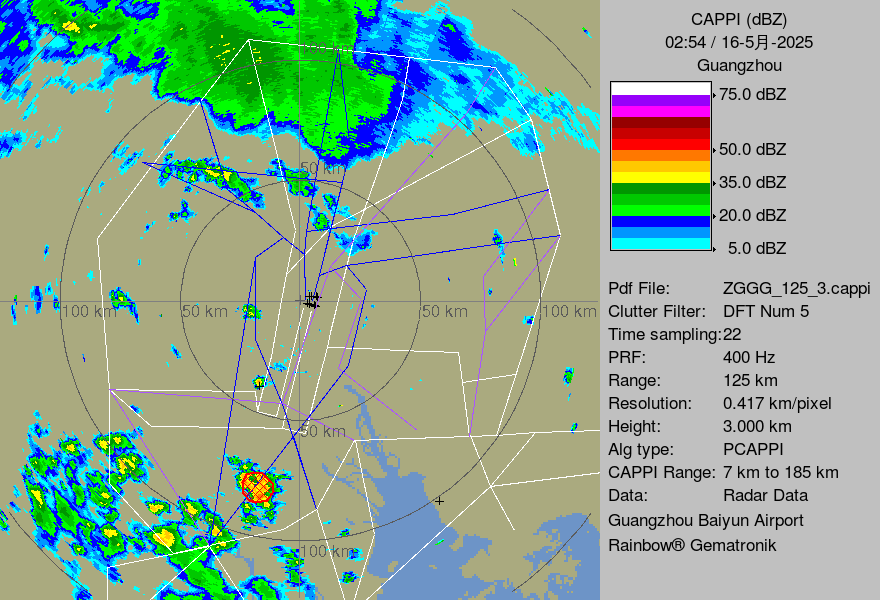 CAPPI (dBZ)
02:54 / 16-5月-2025
Guangzhou
75.0 dBZ
50.0 dBZ
35.0 dBZ
20.0 dBZ
5.0 dBZ
Pdf File: ZGGG_125_3.cappi
Clutter Filter: DFT Num 5
Time sampling:22
PRF: 400 Hz
Range: 125 km
Resolution: 0.417 km/pixel
Height: 3.000 km
Alg type: PCAPPI
CAPPI Range: 7 km to 185 km
Data: Radar Data
Guangzhou Baiyun Airport
Rainbow® Gematronik
100 km
50 km
100 km
50 km
50 km
100 km
50 km
100 km